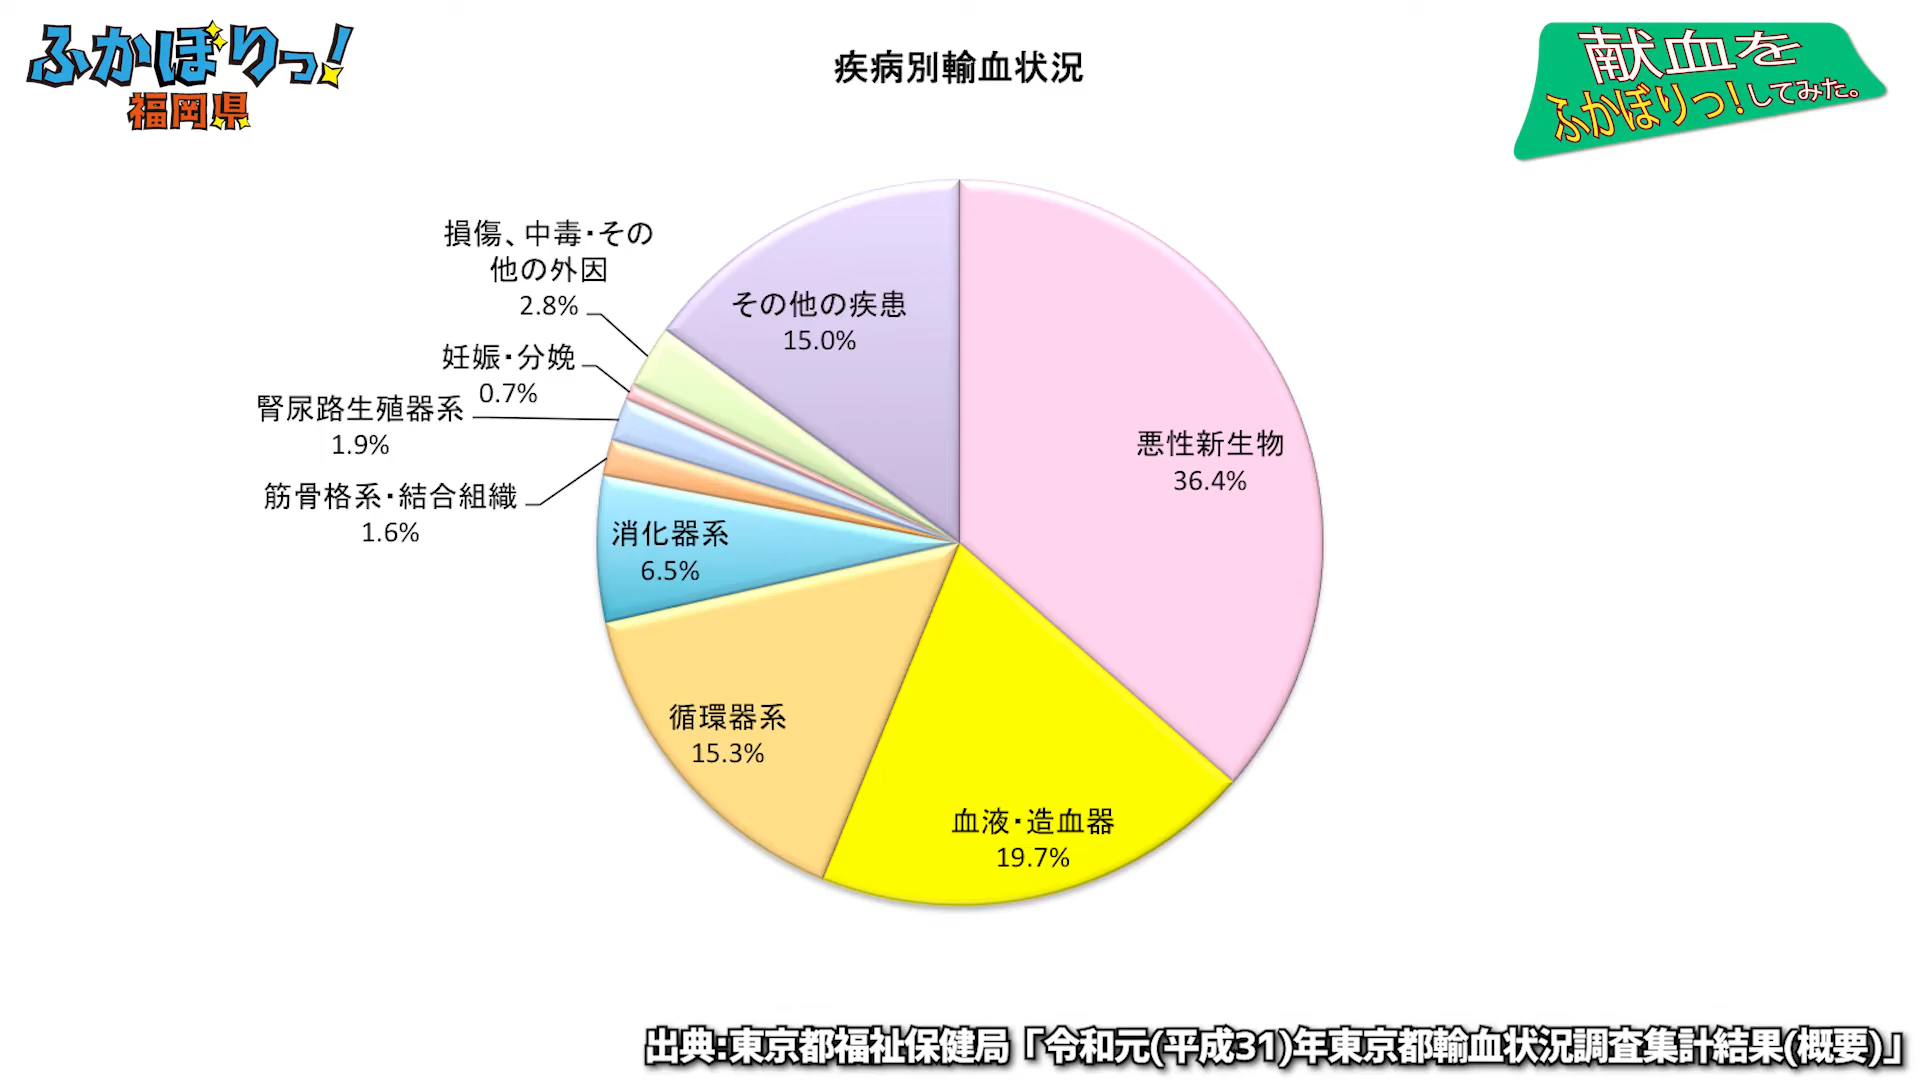 ふかぼりっ!
福岡県
疾病別輸血状況
献血を
ふかぼりっ!してみた。
損傷、中毒・その
他の外因
2.8%
妊娠・分娩
0.7%
腎尿路生殖器系
1.9%
筋骨格系・結合組織
1.6%
消化器系
6.5%
循環器系
15.3%
その他の疾患
15.0%
悪性新生物
36.4%
血液・造血器
19.7%
出典:東京都福祉保健局「令和元(平成31)年東京都輸血状況調査集計結果(概要)」